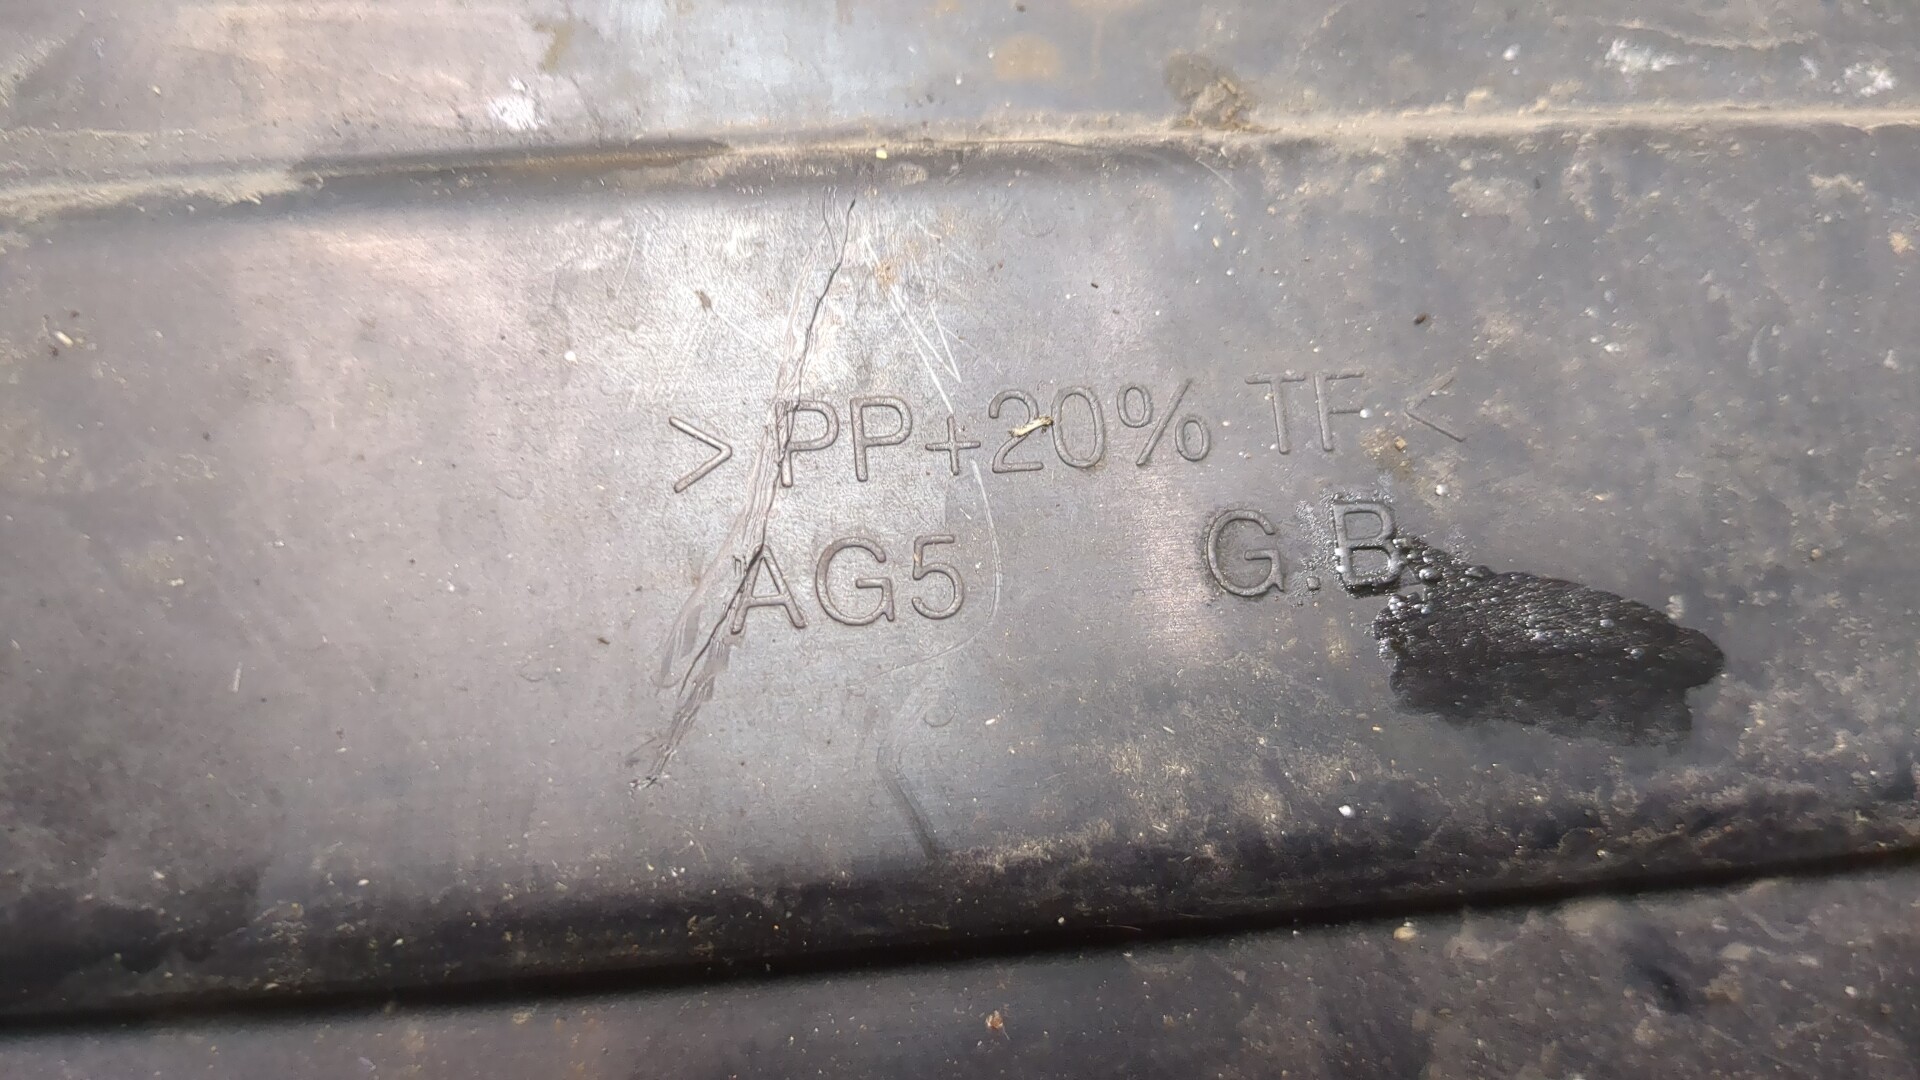 >PP+20% TF<
AG5 G.B.